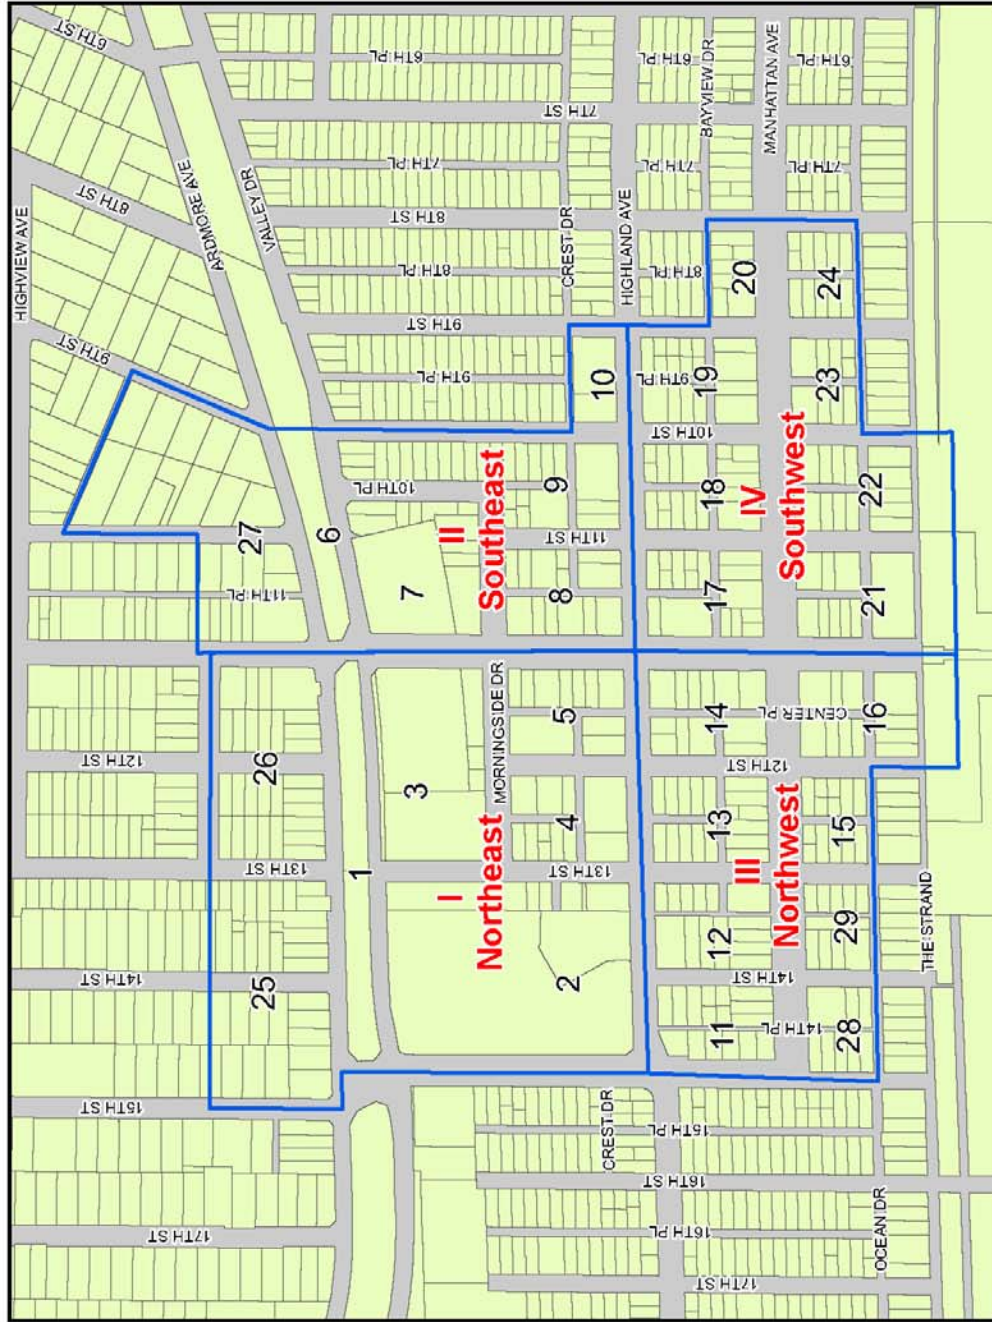 6TH ST
ARDMORE AVE
VALLEY DR
HIGHVIEW AVE
8TH ST
9TH ST
6TH PL
7TH ST
7TH PL
8TH ST
8TH PL
9TH ST
9TH PL
CREST DR
HIGHLAND AVE
6TH PL
7TH PL
8TH PL
9TH PL
BAYVIEW DR
MANHATTAN AVE
6TH PL
7TH PL
20
24
10
19
23
10TH ST
10TH PL
9
18
22
II
Southeast
IV
Southwest
11TH ST
27
6
11TH PL
7
8
17
21
MORNINGSIDE DR
5
14
CENTER PL
16
12TH ST
26
3
12TH ST
4
13
15
13TH ST
1
13TH ST
I
Northeast
III
Northwest
12
29
THE STRAND
14TH ST
25
2
14TH ST
11
14TH PL
28
15TH ST
CREST DR
15TH PL
16TH ST
16TH PL
OCEAN DR
17TH ST
17TH ST